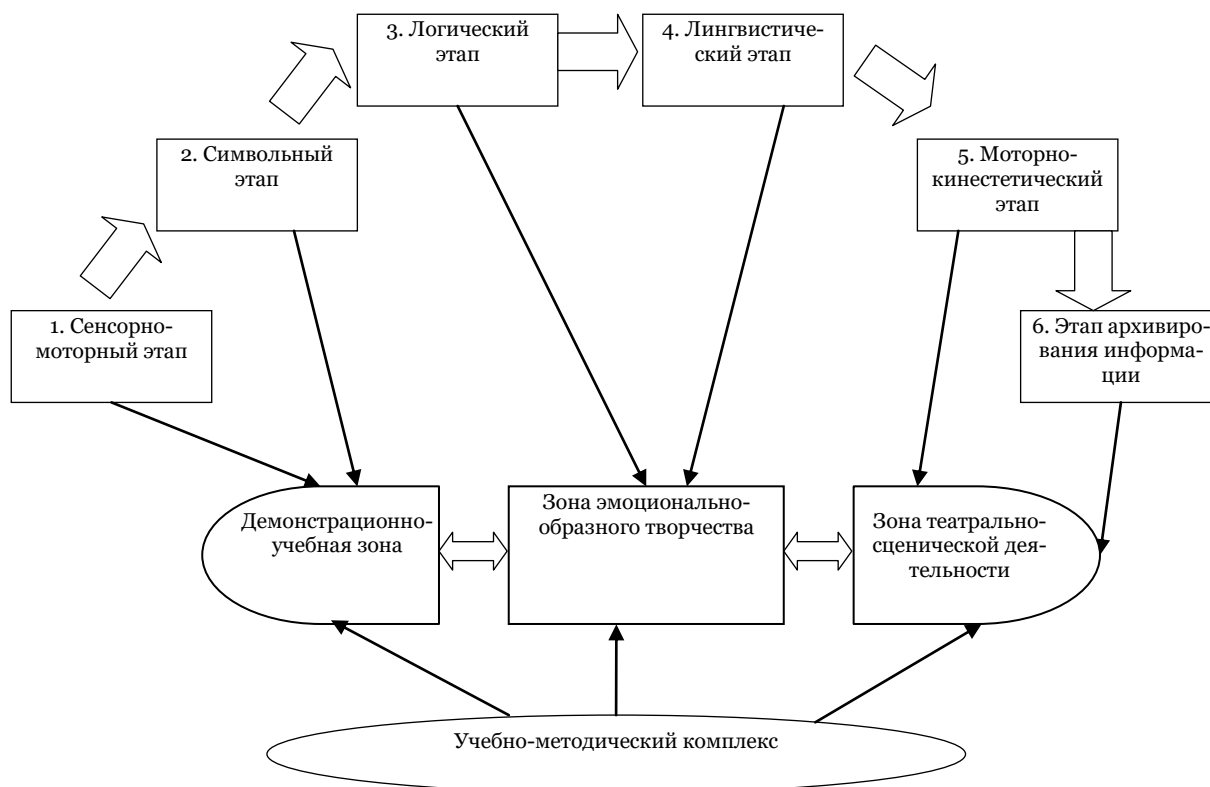 3. Логический
этап
4. Лингвистиче-
ский этап
2. Символьный
этап
5. Моторно-
кинестетический
этап
1. Сенсорно-
моторный этап
6. Этап архивиро-
вания информа-
ции
Демонстрационно-
учебная зона
Зона эмоционально-
образного творчества
Зона театрально-
сценической дея-
тельности
Учебно-методический комплекс